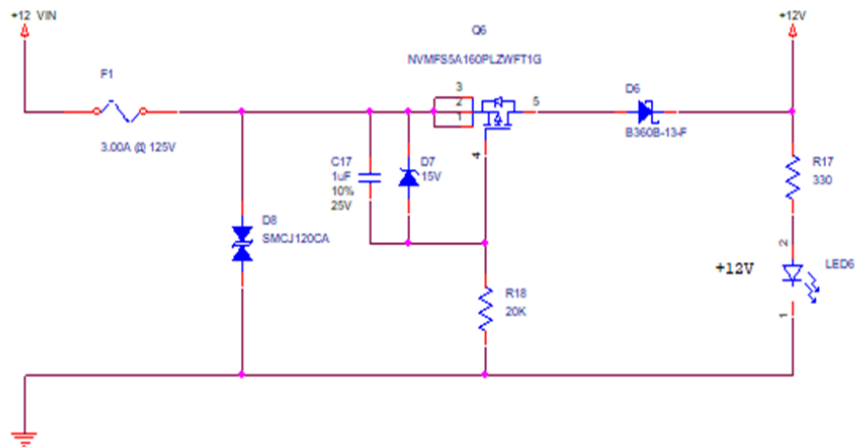 +12 VIN
+12V
Q6
NVMFS5A160PLZWFT1G
F1
3.00A @ 125V
3
2
1
5
4
D6
B360B-13-F
C17
1uF
10%
25V
D7
15V
R17
330
D8
SMCJ120CA
2
+12V
LED6
1
R18
20K